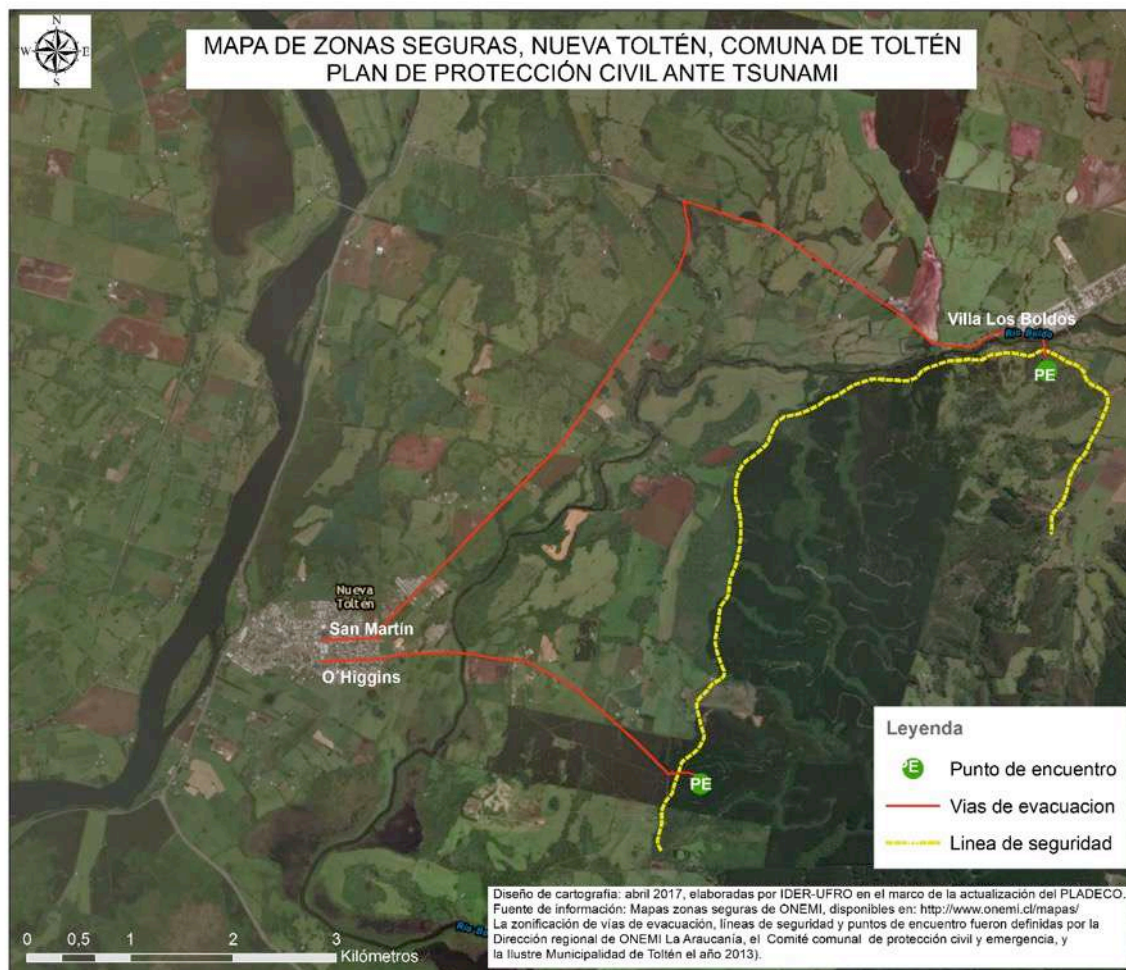 N
W E
S
MAPA DE ZONAS SEGURAS, NUEVA TOLTÉN, COMUNA DE TOLTÉN
PLAN DE PROTECCIÓN CIVIL ANTE TSUNAMI
Villa Los Boldos
Río Boldo
PE
Nueva
Toltén
San Martín
O´Higgins
PE
Leyenda
PE Punto de encuentro
Vias de evacuacion
Linea de seguridad
Diseño de cartografia: abril 2017, elaboradas por IDER-UFRO en el marco de la actualización del PLADECO.
Fuente de información: Mapas zonas seguras de ONEMI, disponibles en: http://www.onemi.cl/mapas/
La zonificación de vías de evacuación, líneas de seguridad y puntos de encuentro fueron definidas por la
Dirección regional de ONEMI La Araucanía, el Comité comunal de protección civil y emergencia, y
la Ilustre Municipalidad de Toltén el año 2013).
Río
0 0,5 1 2 3
Kilómetros